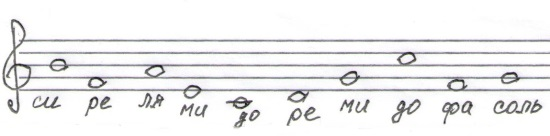 си ре ля ми до ре ми до фа соль